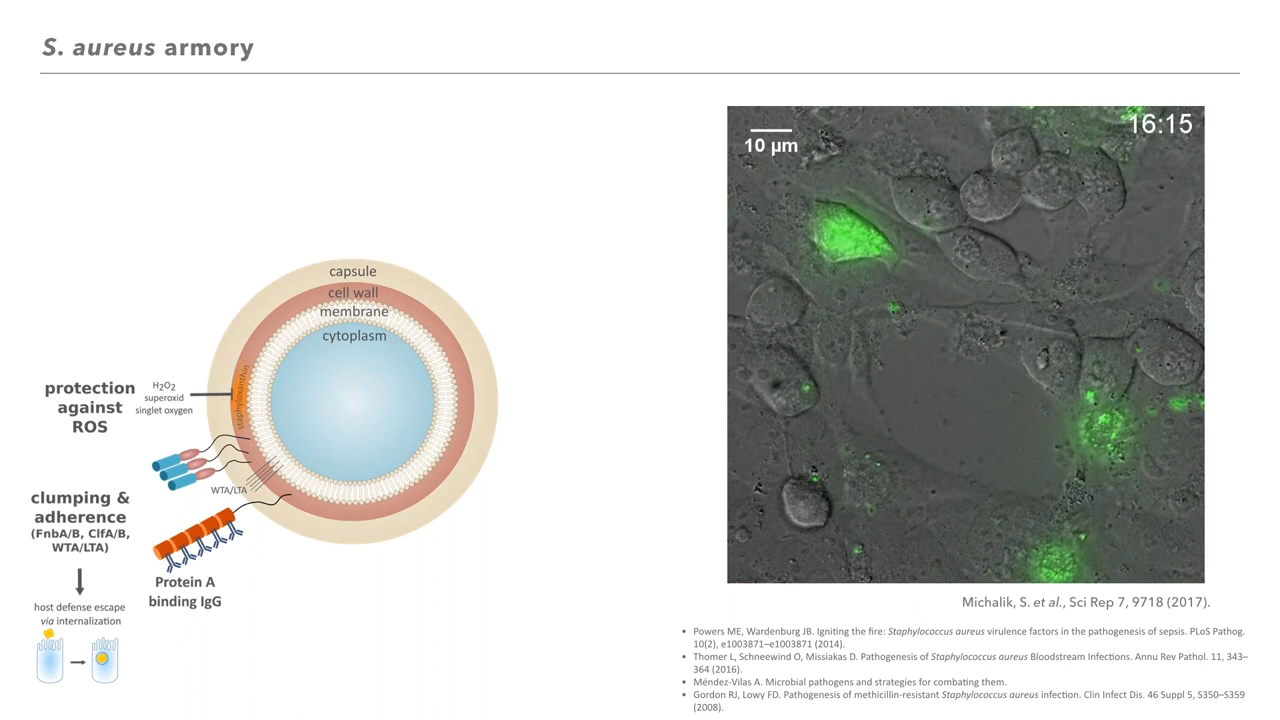 S. aureus armory
capsule
cell wall
membrane
cytoplasm
staphyloxanthin
protection
against
ROS
H2O2
superoxid
singlet oxygen
WTA/LTA
clumping &
adherence
(FnbA/B, ClfA/B,
WTA/LTA)
host defense escape
via internalization
Protein A
binding IgG
10 µm
16:15
Michalik, S. et al., Sci Rep 7, 9718 (2017).
• Powers ME, Wardenburg JB. Igniting the fire: Staphylococcus aureus virulence factors in the pathogenesis of sepsis. PLoS Pathog.
10(2), e1003871–e1003871 (2014).
• Thomer L, Schneewind O, Missiakas D. Pathogenesis of Staphylococcus aureus Bloodstream Infections. Annu Rev Pathol. 11, 343–
364 (2016).
• Méndez-Vilas A. Microbial pathogens and strategies for combating them.
• Gordon RJ, Lowy FD. Pathogenesis of methicillin-resistant Staphylococcus aureus infection. Clin Infect Dis. 46 Suppl 5, S350–S359
(2008).